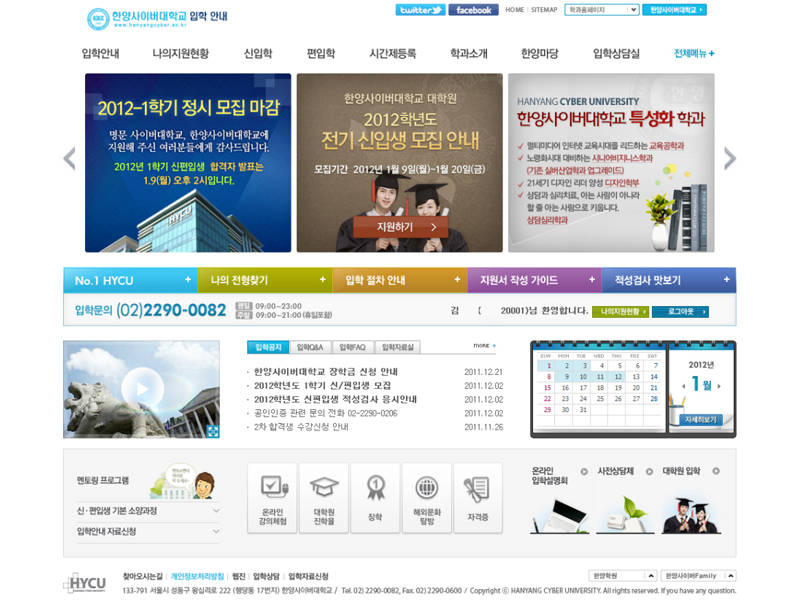 한양사이버대학교 입학 안내
www.hanyangcyber.ac.kr
twitter
facebook
HOME | SITEMAP
학과홈페이지
한양사이버대학교
입학안내
나의지원현황
신입학
편입학
시간제등록
학과소개
한양마당
입학상담실
전체메뉴 +
2012-1학기 정시 모집 마감
명문 사이버대학교, 한양사이버대학교에
지원해 주신 여러분들에게 감사드립니다.
2012년 1학기 신편입생 합격자 발표는
1.9(월) 오후 2시입니다.
HYCU
한양사이버대학교 대학원
2012학년도
전기 신입생 모집 안내
모집기간 2012년 1월 9일(월)~1월 20일(금)
지원하기
HANYANG CYBER UNIVERSITY
한양사이버대학교 특성화 학과
멀티미디어 인터넷 교육시대를 리드하는 교육공학과
노령화시대 대비하는 시니어비지니스학과
(기존 실버산업학과 업그레이드)
21세기 디자인 리더 양성 디자인학부
상담과 심리치료, 아는 사람이 아니라
할 줄 아는 사람으로 키웁니다.
상담심리학과
No.1 HYCU +
나의 전형찾기 +
입학 절차 안내 +
지원서 작성 가이드 +
적성검사 맛보기 +
입학문의 (02)2290-0082
평일 09:00~23:00
주말 09:00~21:00 (휴일포함)
김 ( 20001)님 환영합니다.
나의지원현황
로그아웃
입학공지
입학Q&A
입학FAQ
입학자료실
MORE +
· 한양사이버대학교 장학금 신청 안내 2011.12.21
· 2012학년도 1학기 신/편입생 모집 2011.12.02
· 2012학년도 신편입생 적성검사 응시안내 2011.12.02
· 공인인증 관련 문의 전화 02-2290-0206 2011.12.02
· 2차 합격생 수강신청 안내 2011.11.26
SUN MON TUE WED THU FRI SAT
1 2 3 4 5 6 7
8 9 10 11 12 13 14
15 16 17 18 19 20 21
22 23 24 25 26 27 28
29 30 31
2012년
1월
자세히보기
멘토링 프로그램
신·편입생 기본 소양과정
입학안내 자료신청
온라인
강의체험
대학원
진학율
장학
해외문화
탐방
자격증
온라인
입학설명회
사전상담제
대학원 입학
HYCU
찾아오시는길 | 개인정보처리방침 | 웹진 | 입학상담 | 입학자료신청
한양학원
한양사이버Family
133-791 서울시 성동구 왕십리로 222 (행당동 17번지) 한양사이버대학교 / Tel. 02) 2290-0082, Fax. 02) 2290-0600 / Copyright ⓒ HANYANG CYBER UNIVERSITY. All rights reserved. If you have any question.